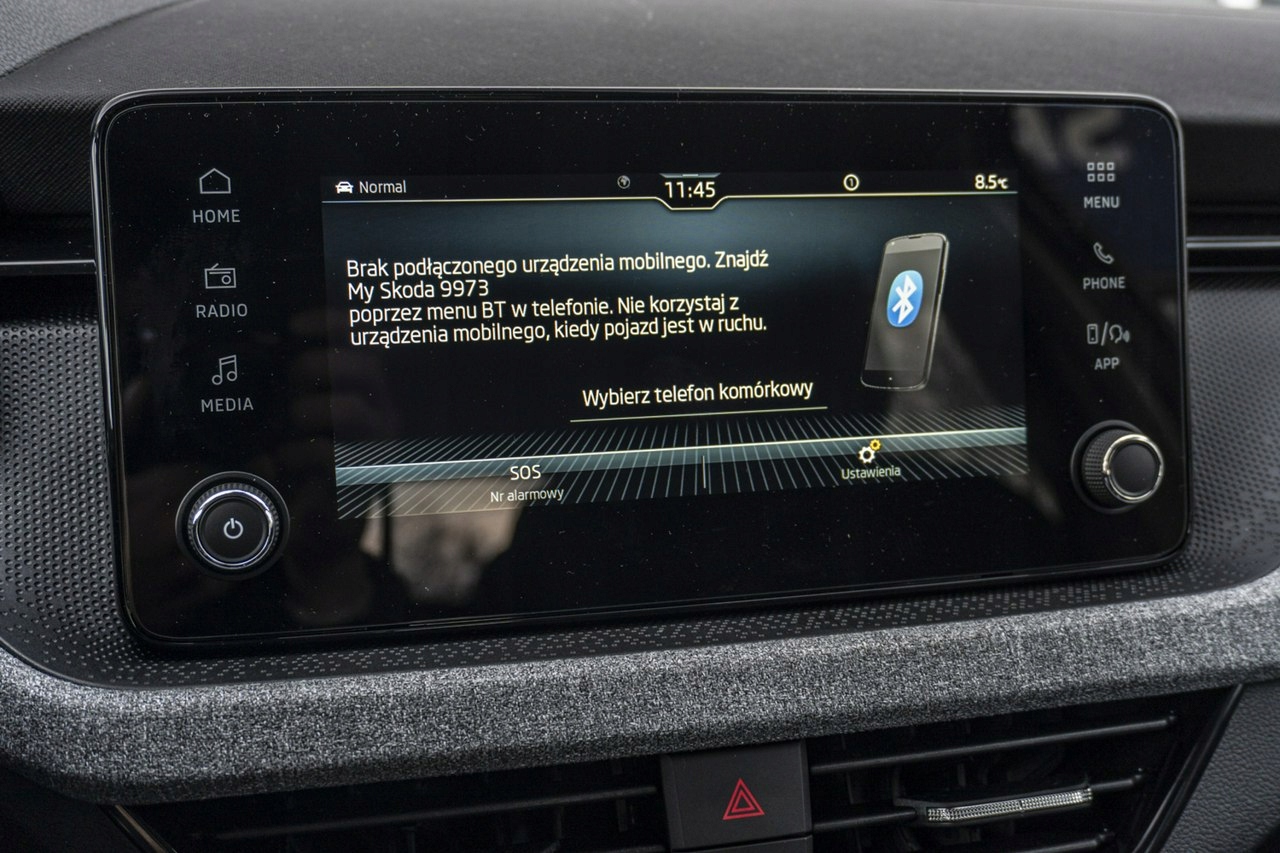 Normal
11:45
1
8.5°C
HOME
RADIO
MEDIA
Brak podłączonego urządzenia mobilnego. Znajdź
My Skoda 9973
poprzez menu BT w telefonie. Nie korzystaj z
urządzenia mobilnego, kiedy pojazd jest w ruchu.
Wybierz telefon komórkowy
SOS
Nr alarmowy
Ustawienia
MENU
PHONE
APP